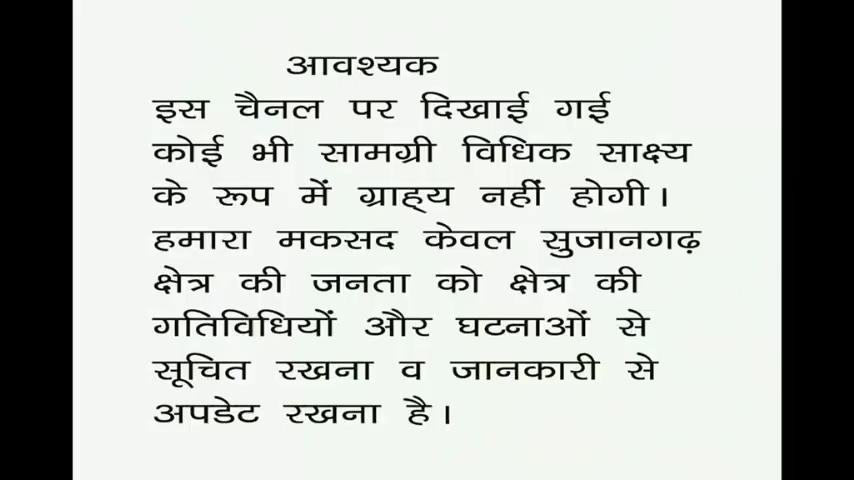 आवश्यक
इस चैनल पर दिखाई गई
कोई भी सामग्री विधिक साक्ष्य
के रूप में ग्राह्य नहीं होगी।
हमारा मकसद केवल सुजानगढ़
क्षेत्र की जनता को क्षेत्र की
गतिविधियों और घटनाओं से
सूचित रखना व जानकारी से
अपडेट रखना है।